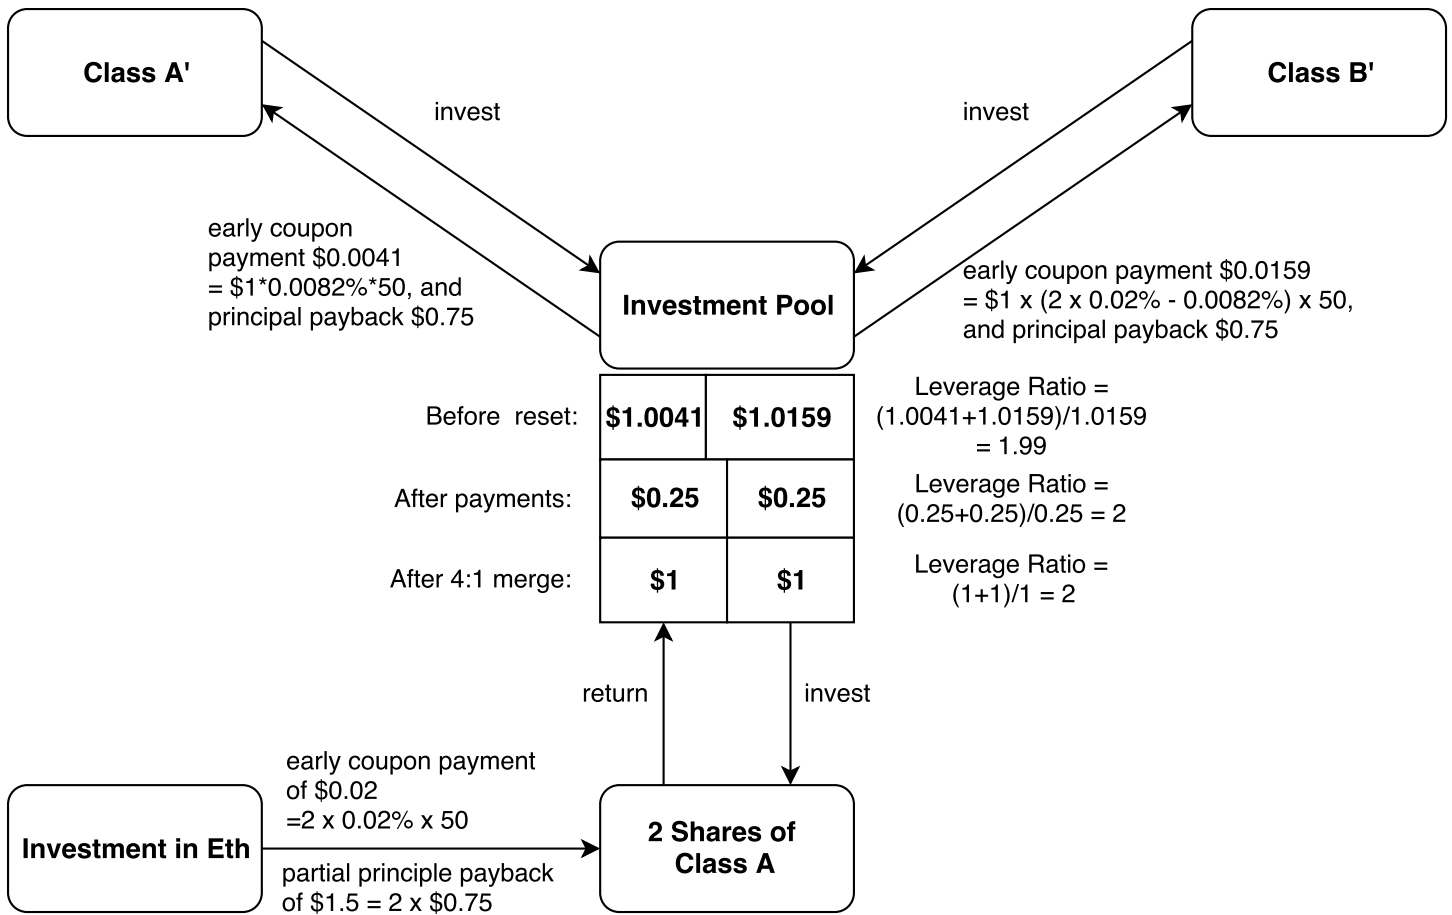 Class A'
Class B'
invest
invest
early coupon
payment $0.0041
= $1*0.0082%*50, and
principal payback $0.75
Investment Pool
early coupon payment $0.0159
= $1 x (2 x 0.02% - 0.0082%) x 50,
and principal payback $0.75
Before reset:
$1.0041
$1.0159
Leverage Ratio =
(1.0041+1.0159)/1.0159
= 1.99
After payments:
$0.25
$0.25
Leverage Ratio =
(0.25+0.25)/0.25 = 2
After 4:1 merge:
$1
$1
Leverage Ratio =
(1+1)/1 = 2
return
invest
early coupon payment
of $0.02
=2 x 0.02% x 50
Investment in Eth
2 Shares of
Class A
partial principle payback
of $1.5 = 2 x $0.75